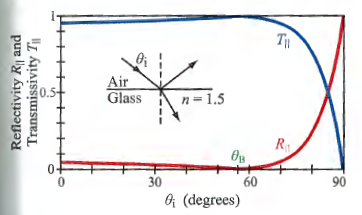 Reflectivity R∥ and
Transmissivity T∥
1
0.5
0
T∥
θi
Air
Glass
n = 1.5
θB
R∥
0
30
60
90
θi (degrees)